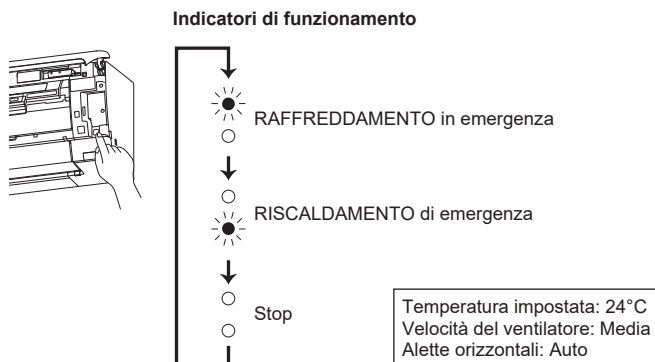 Indicatori di funzionamento
RAFFREDDAMENTO in emergenza
RISCALDAMENTO di emergenza
Stop
Temperatura impostata: 24°C
Velocità del ventilatore: Media
Alette orizzontali: Auto